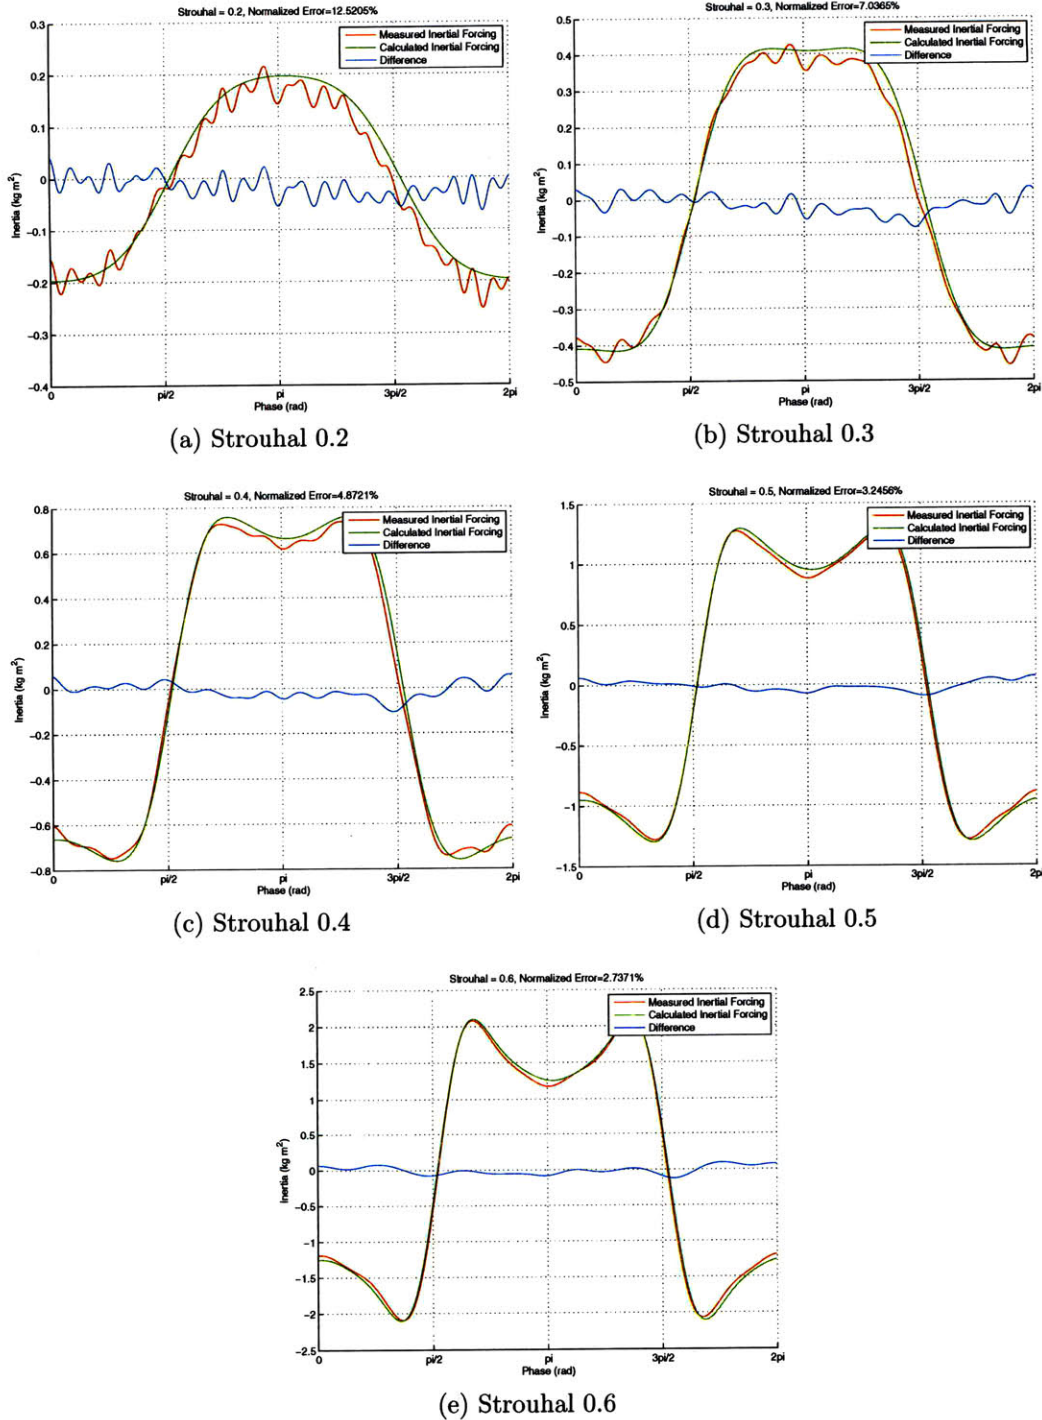 Strouhal = 0.2, Normalized Error=12.5205%
Measured Inertial Forcing
Calculated Inertial Forcing
Difference
0.3
0.2
0.1
0
−0.1
−0.2
−0.3
−0.4
Inertia (kg m²)
0 pi/2 pi 3pi/2 2pi
Phase (rad)
(a) Strouhal 0.2
Strouhal = 0.3, Normalized Error=7.0365%
Measured Inertial Forcing
Calculated Inertial Forcing
Difference
0.5
0.4
0.3
0.2
0.1
0
−0.1
−0.2
−0.3
−0.4
−0.5
Inertia (kg m²)
0 pi/2 pi 3pi/2 2pi
Phase (rad)
(b) Strouhal 0.3
Strouhal = 0.4, Normalized Error=4.8721%
Measured Inertial Forcing
Calculated Inertial Forcing
Difference
0.8
0.6
0.4
0.2
0
−0.2
−0.4
−0.6
−0.8
Inertia (kg m²)
0 pi/2 pi 3pi/2 2pi
Phase (rad)
(c) Strouhal 0.4
Strouhal = 0.5, Normalized Error=3.2456%
Measured Inertial Forcing
Calculated Inertial Forcing
Difference
1.5
1
0.5
0
−0.5
−1
−1.5
Inertia (kg m²)
0 pi/2 pi 3pi/2 2pi
Phase (rad)
(d) Strouhal 0.5
Strouhal = 0.6, Normalized Error=2.7371%
Measured Inertial Forcing
Calculated Inertial Forcing
Difference
2.5
2
1.5
1
0.5
0
−0.5
−1
−1.5
−2
−2.5
Inertia (kg m²)
0 pi/2 pi 3pi/2 2pi
Phase (rad)
(e) Strouhal 0.6